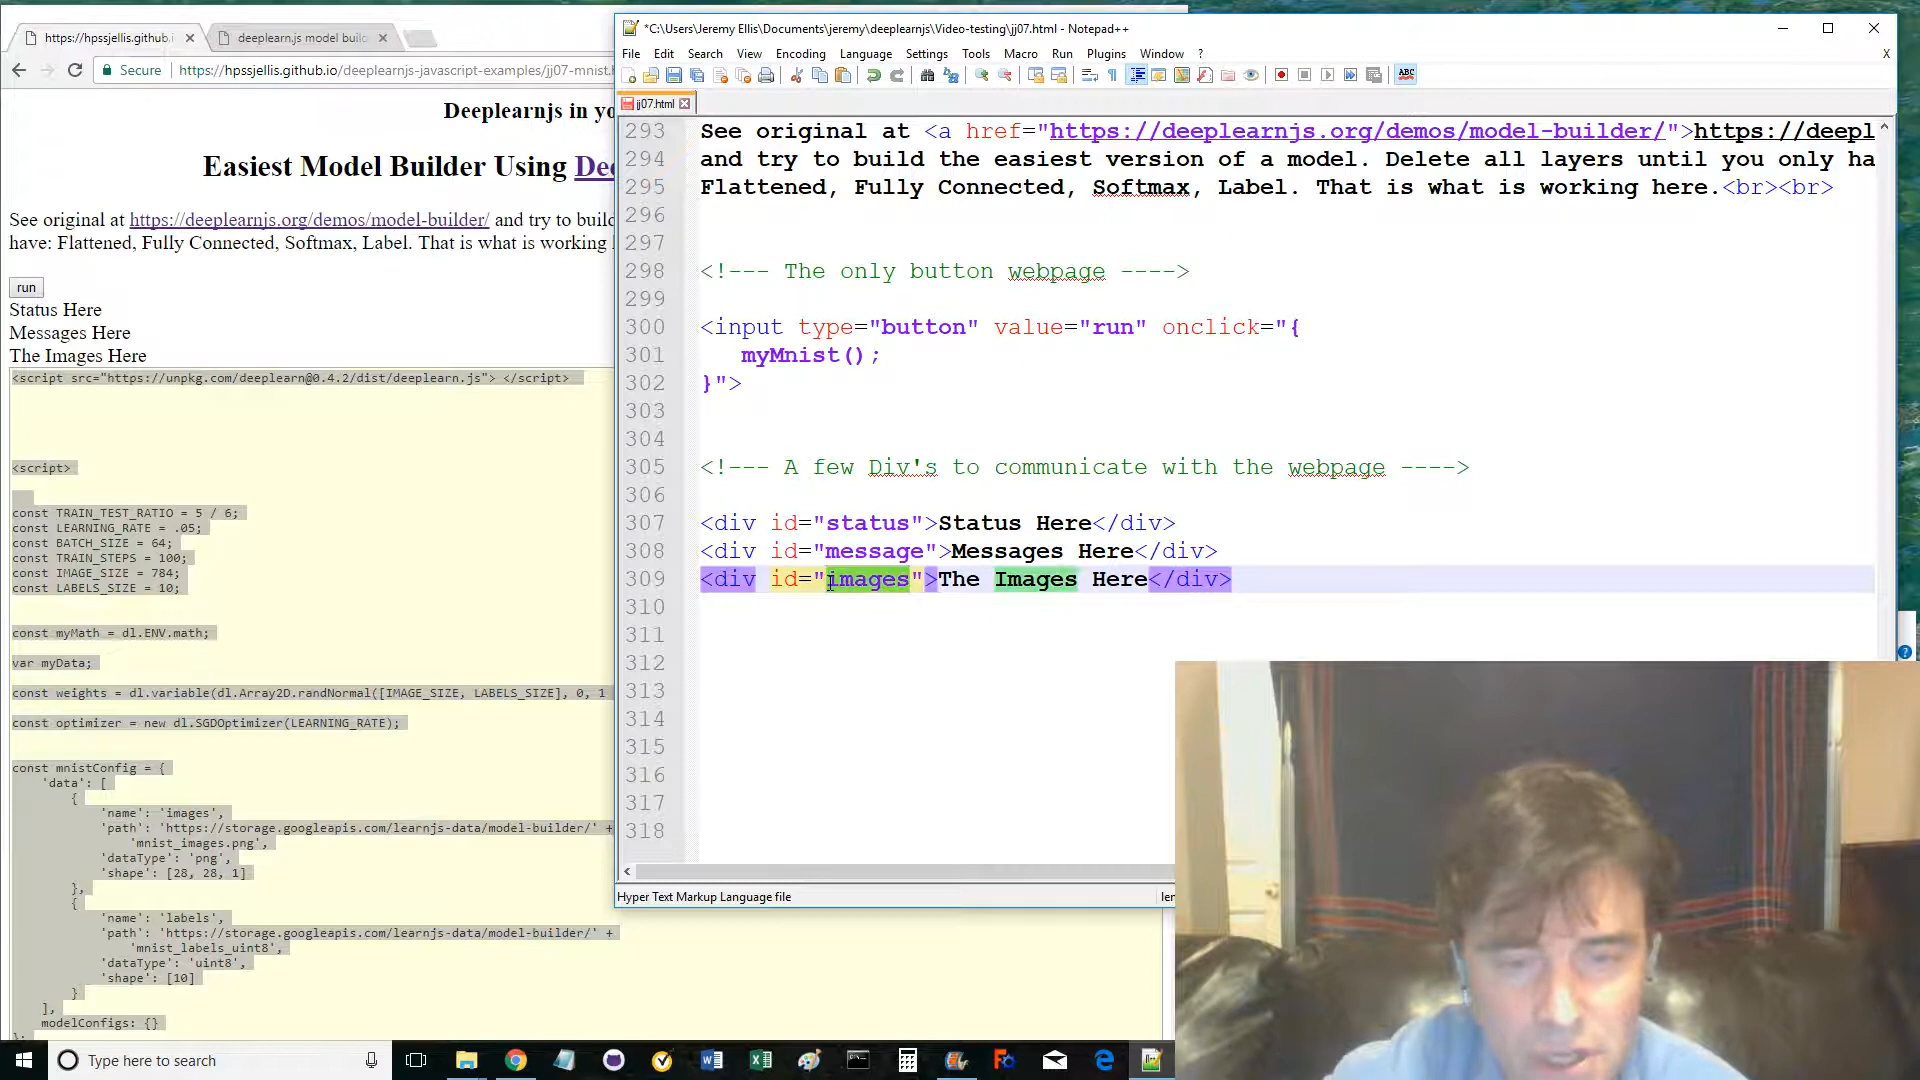 https://hpssjellis.github.i
deeplearn.js model buil
Secure
https://hpssjellis.github.io/deeplearnjs-javascript-examples/jj07-mnist.
Deeplearnjs in yo
Easiest Model Builder Using Dee
See original at https://deeplearnjs.org/demos/model-builder/ and try to build
have: Flattened, Fully Connected, Softmax, Label. That is what is working
run
Status Here
Messages Here
The Images Here
<script src="https://unpkg.com/deeplearn@0.4.2/dist/deeplearn.js"> </script>
<script>
const TRAIN_TEST_RATIO = 5 / 6;
const LEARNING_RATE = .05;
const BATCH_SIZE = 64;
const TRAIN_STEPS = 100;
const IMAGE_SIZE = 784;
const LABELS_SIZE = 10;
const myMath = dl.ENV.math;
var myData;
const weights = dl.variable(dl.Array2D.randNormal([IMAGE_SIZE, LABELS_SIZE], 0, 1
const optimizer = new dl.SGDOptimizer(LEARNING_RATE);
const mnistConfig = {
'data': [
{
'name': 'images',
'path': 'https://storage.googleapis.com/learnjs-data/model-builder/' +
'mnist_images.png',
'dataType': 'png',
'shape': [28, 28, 1]
},
{
'name': 'labels',
'path': 'https://storage.googleapis.com/learnjs-data/model-builder/' +
'mnist_labels_uint8',
'dataType': 'uint8',
'shape': [10]
}
],
modelConfigs: {}
};
*C:\Users\Jeremy Ellis\Documents\jeremy\deeplearnjs\Video-testing\jj07.html - Notepad++
File Edit Search View Encoding Language Settings Tools Macro Run Plugins Window ?
X
ABC
jj07.html
293 See original at <a href="https://deeplearnjs.org/demos/model-builder/">https://deepl
294 and try to build the easiest version of a model. Delete all layers until you only ha
295 Flattened, Fully Connected, Softmax, Label. That is what is working here.<br><br>
296
297
298 <!--- The only button webpage ---->
299
300 <input type="button" value="run" onclick="{
301 myMnist();
302 }">
303
304
305 <!--- A few Div's to communicate with the webpage ---->
306
307 <div id="status">Status Here</div>
308 <div id="message">Messages Here</div>
309 <div id="images">The Images Here</div>
310
311
312
313
314
315
316
317
318
Hyper Text Markup Language file
len
Type here to search